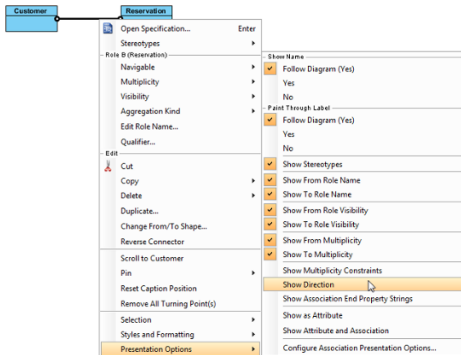 Customer
Reservation
Open Specification... Enter
Stereotypes
Role B (Reservation)
Navigable
Multiplicity
Visibility
Aggregation Kind
Edit Role Name...
Qualifier...
Edit
Cut
Copy
Delete
Duplicate...
Change From/To Shape...
Reverse Connector
Scroll to Customer
Pin
Reset Caption Position
Remove All Turning Point(s)
Selection
Styles and Formatting
Presentation Options
Show Name
Follow Diagram (Yes)
Yes
No
Paint Through Label
Follow Diagram (Yes)
Yes
No
Show Stereotypes
Show From Role Name
Show To Role Name
Show From Role Visibility
Show To Role Visibility
Show From Multiplicity
Show To Multiplicity
Show Multiplicity Constraints
Show Direction
Show Association End Property Strings
Show as Attribute
Show Attribute and Association
Configure Association Presentation Options...